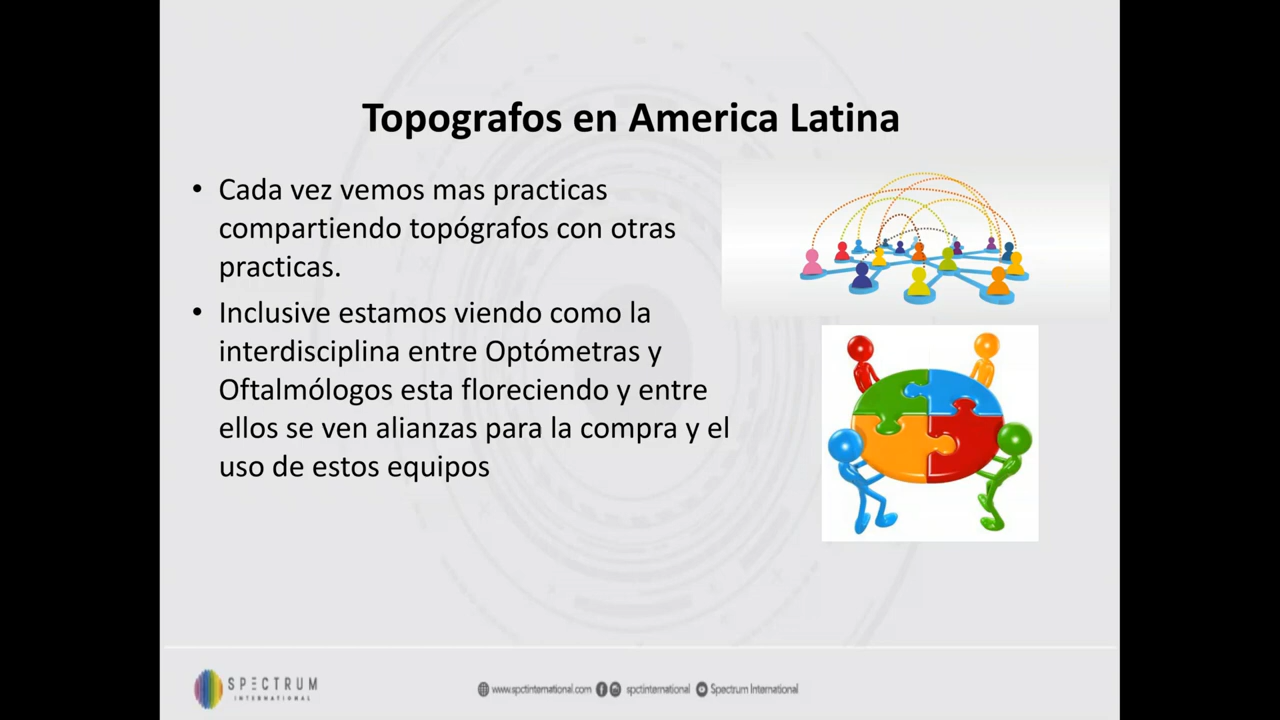 Topografos en America Latina
• Cada vez vemos mas practicas
compartiendo topógrafos con otras
practicas.
• Inclusive estamos viendo como la
interdisciplina entre Optómetras y
Oftalmólogos esta floreciendo y entre
ellos se ven alianzas para la compra y el
uso de estos equipos
SPECTRUM
INTERNATIONAL
www.spctinternational.com spctinternational Spectrum International